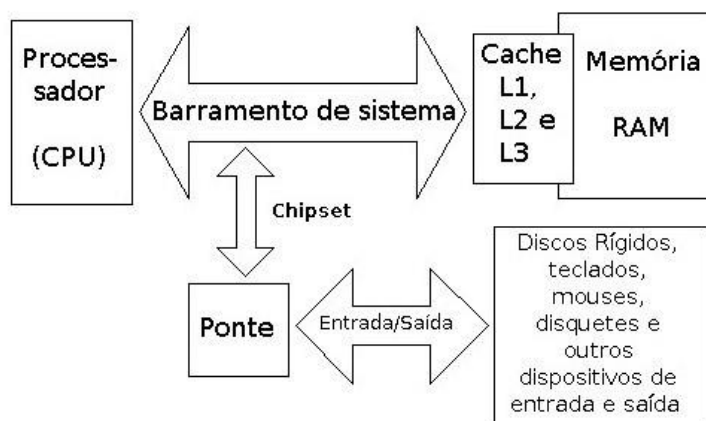 Proces-
sador
(CPU)
Barramento de sistema
Cache
L1,
L2 e
L3
Memória
RAM
Chipset
Ponte
Entrada/Saída
Discos Rígidos,
teclados,
mouses,
disquetes e
outros
dispositivos de
entrada e saída